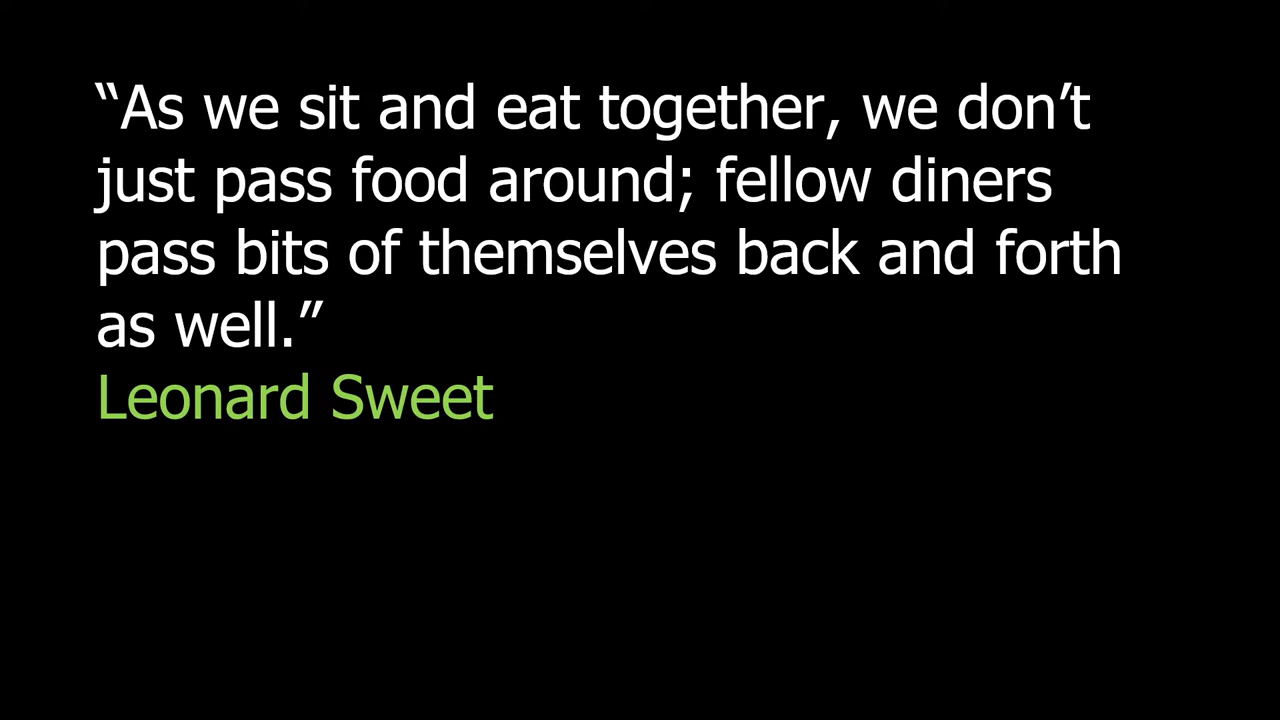 “As we sit and eat together, we don’t
just pass food around; fellow diners
pass bits of themselves back and forth
as well.”
Leonard Sweet